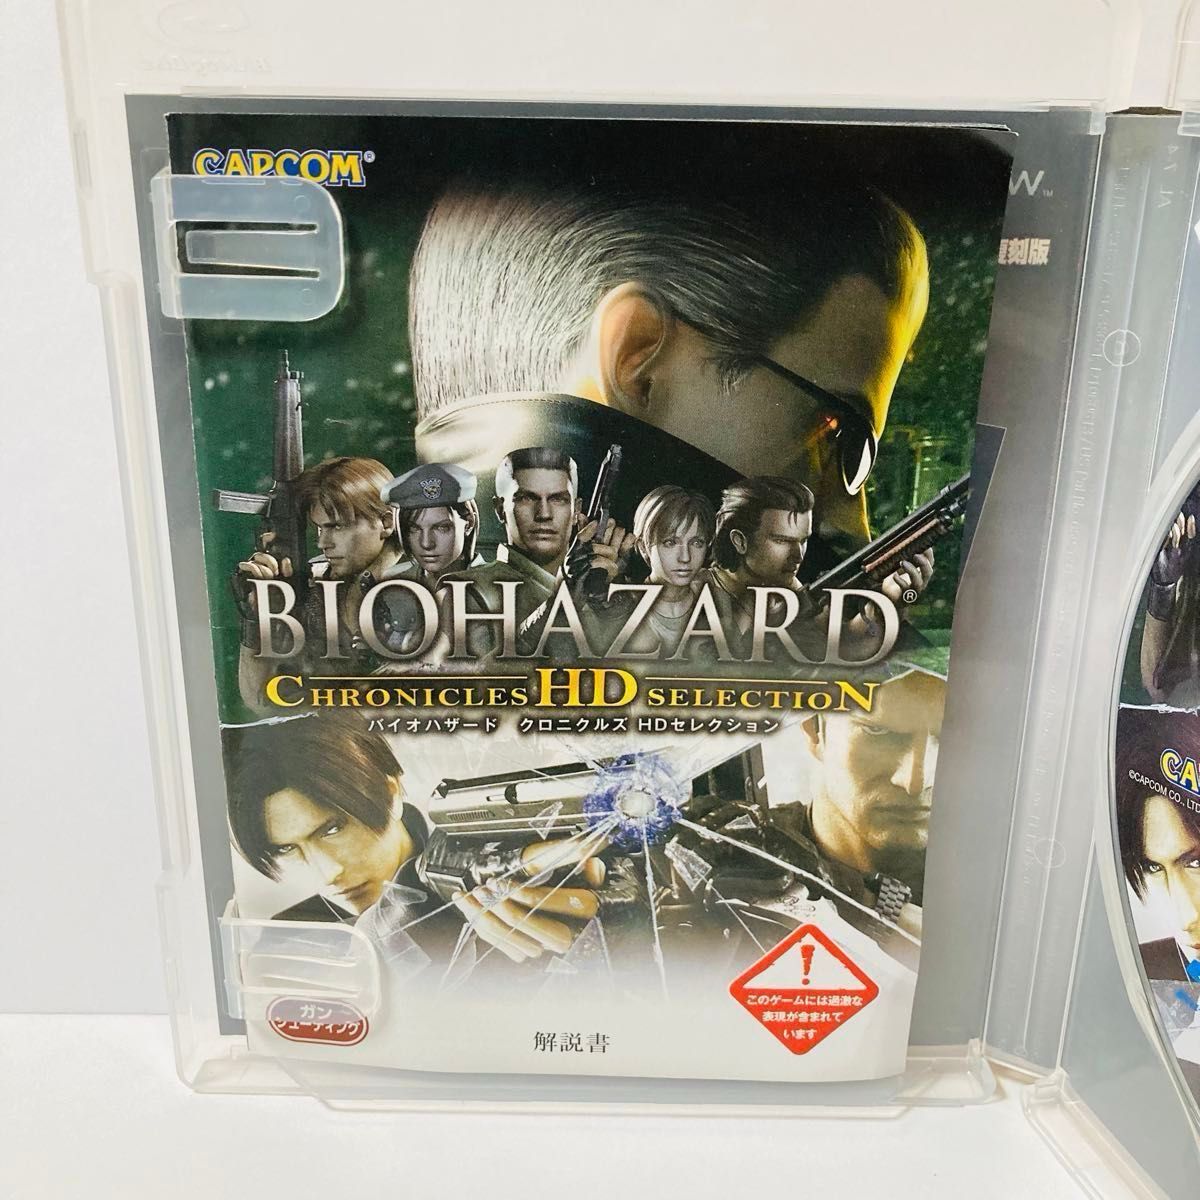 CAPCOM®
W™
復刻版
BIOHAZARD®
CHRONICLES HD SELECTION
バイオハザード クロニクルズ HDセレクション
このゲームには過激な
表現が含まれて
います
ガン
シューティング
解説書
©CAPCOM CO., LTD